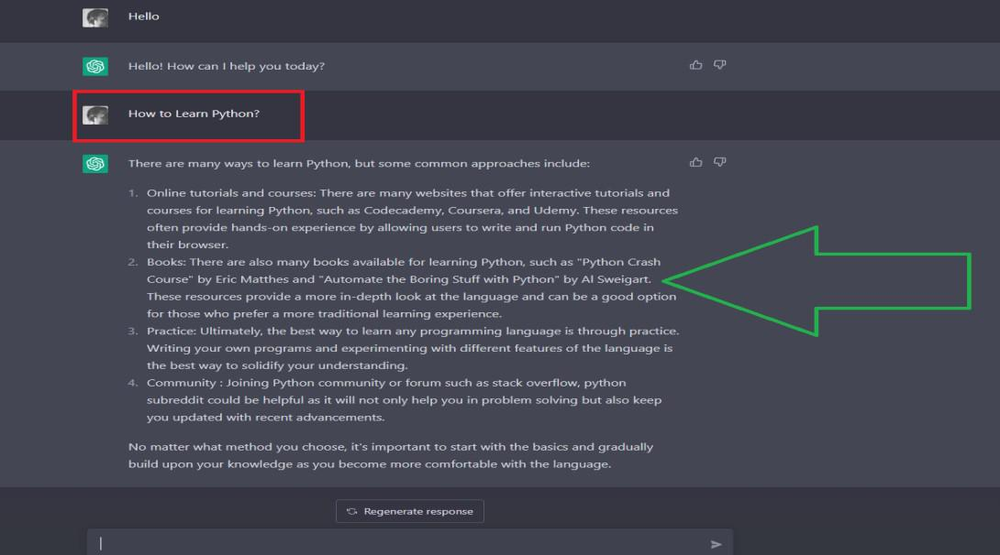 Hello
Hello! How can I help you today?
How to Learn Python?
There are many ways to learn Python, but some common approaches include:
1. Online tutorials and courses: There are many websites that offer interactive tutorials and
courses for learning Python, such as Codecademy, Coursera, and Udemy. These resources
often provide hands-on experience by allowing users to write and run Python code in
their browser.
2. Books: There are also many books available for learning Python, such as "Python Crash
Course" by Eric Matthes and "Automate the Boring Stuff with Python" by Al Sweigart.
These resources provide a more in-depth look at the language and can be a good option
for those who prefer a more traditional learning experience.
3. Practice: Ultimately, the best way to learn any programming language is through practice.
Writing your own programs and experimenting with different features of the language is
the best way to solidify your understanding.
4. Community : Joining Python community or forum such as stack overflow, python
subreddit could be helpful as it will not only help you in problem solving but also keep
you updated with recent advancements.
No matter what method you choose, it's important to start with the basics and gradually
build upon your knowledge as you become more comfortable with the language.
Regenerate response